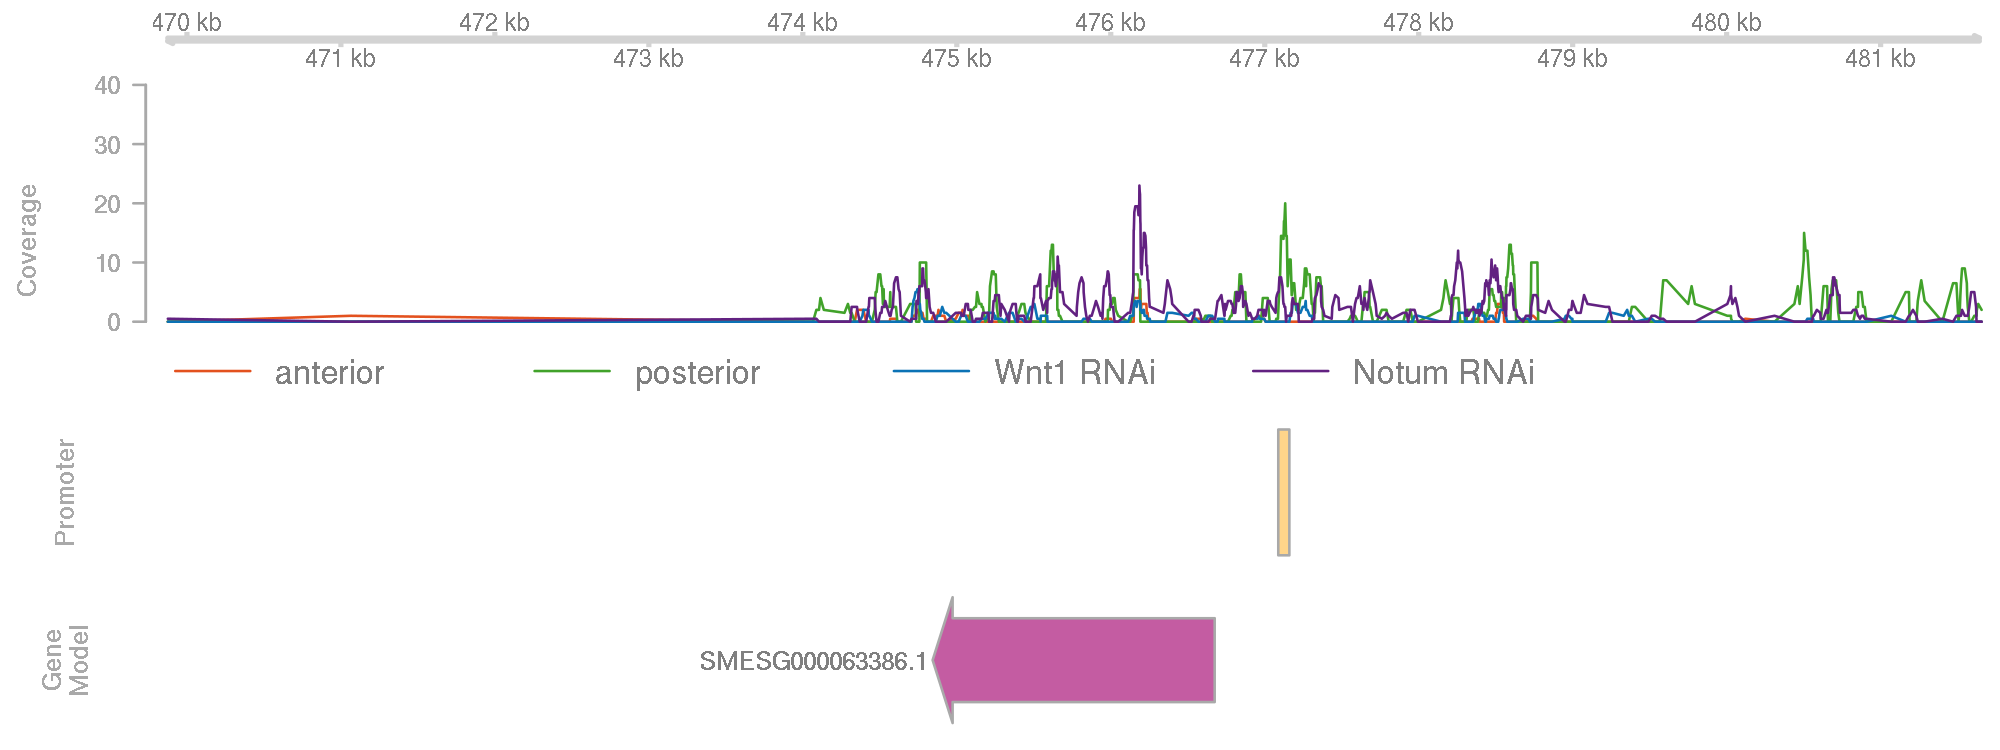 470 kb 472 kb 474 kb 476 kb 478 kb 480 kb
471 kb 473 kb 475 kb 477 kb 479 kb 481 kb
Coverage
40
30
20
10
0
anterior posterior Wnt1 RNAi Notum RNAi
Promoter
Gene
Model
SMESG000063386.1